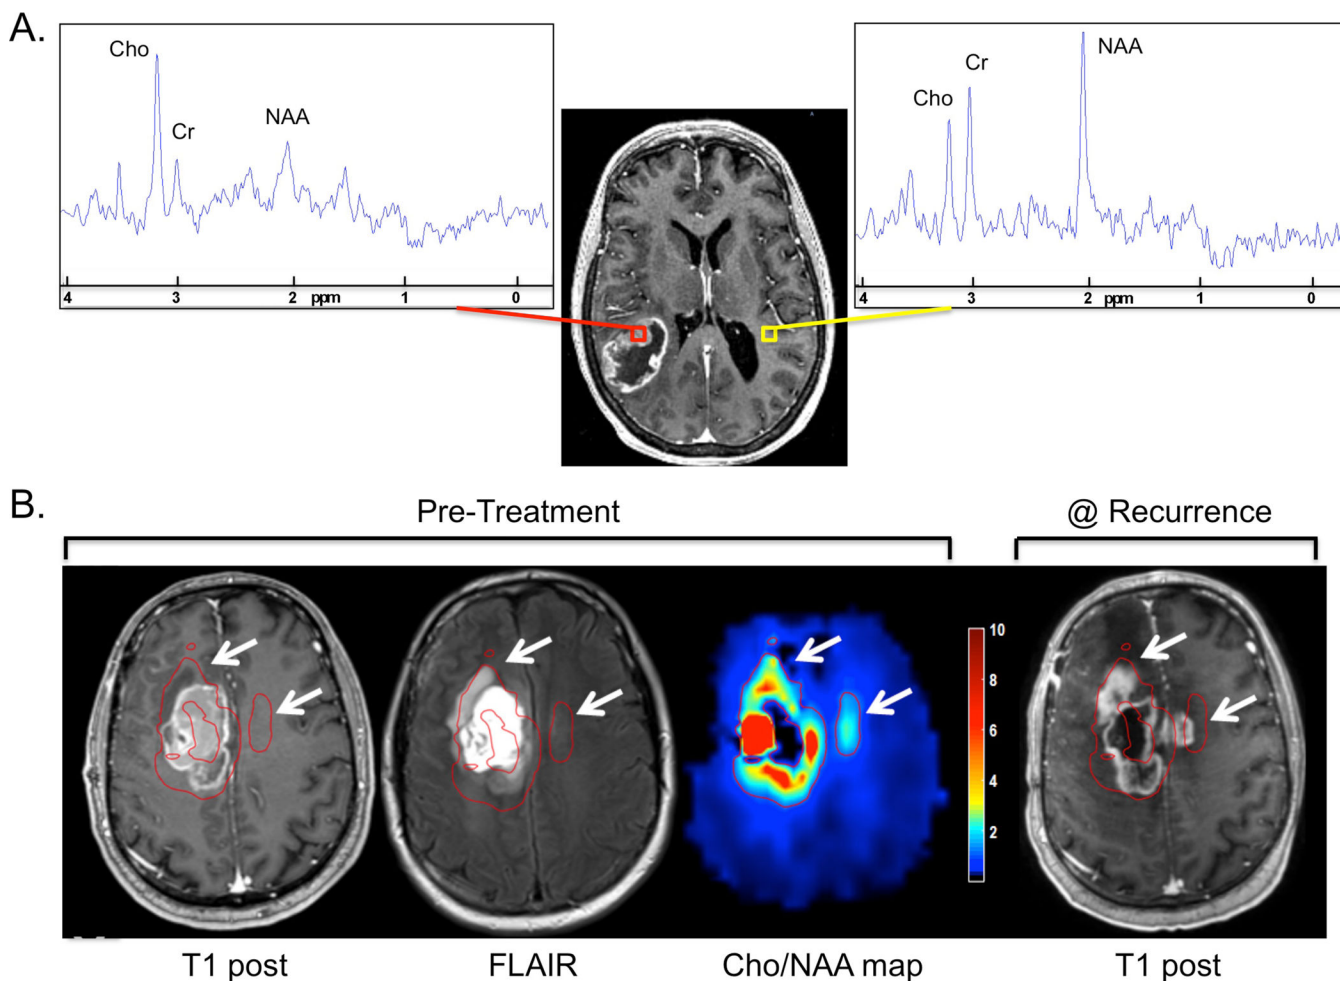 A.
Cho
Cr
NAA
4 3 2 ppm 1 0
Cho
Cr
NAA
4 3 2 ppm 1 0
A
B.
Pre-Treatment
@ Recurrence
10
8
6
4
2
T1 post
FLAIR
Cho/NAA map
T1 post